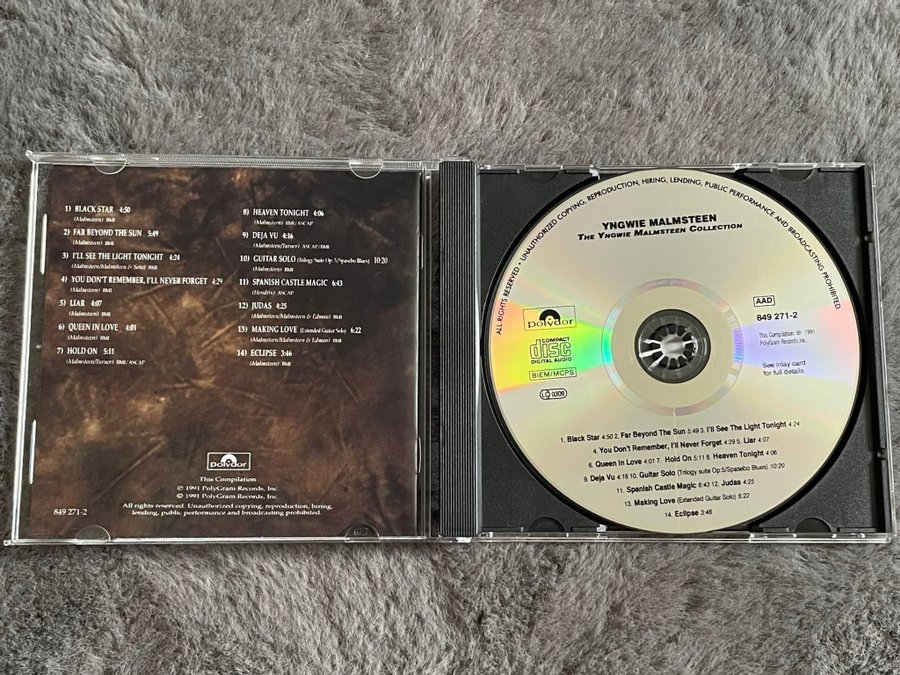 1) BLACK STAR 4:50
(Malmsteen) BMI
2) FAR BEYOND THE SUN 5:49
(Malmsteen) BMI
3) I'LL SEE THE LIGHT TONIGHT 4:24
(Malmsteen/Malmsteen & Soto) BMI
4) YOU DON'T REMEMBER, I'LL NEVER FORGET 4:29
(Malmsteen) BMI
5) LIAR 4:07
(Malmsteen) BMI
6) QUEEN IN LOVE 4:01
(Malmsteen) BMI
7) HOLD ON 5:11
(Malmsteen/Turner) BMI/ASCAP
8) HEAVEN TONIGHT 4:06
BMI/ASCAP
9) DEJA VU 4:16
(Malmsteen/Turner) ASCAP/BMI
10) GUITAR SOLO (Trilogy Suite Op.5/Spasebo Blues) 10:20
11) SPANISH CASTLE MAGIC 6:43
(Hendrix) ASCAP
12) JUDAS 4:25
(Malmsteen/Malmsteen & Edman) BMI
13) MAKING LOVE (Extended Guitar Solo) 6:22
(Malmsteen/Malmsteen & Edman) BMI
14) ECLIPSE 3:46
(Malmsteen) BMI
Polydor
This Compilation
© 1991 PolyGram Records, Inc.
℗ 1991 PolyGram Records, Inc.
All rights reserved. Unauthorized copying, reproduction, hiring,
lending, public performance and broadcasting prohibited.
849 271-2
ALL RIGHTS RESERVED • UNAUTHORIZED COPYING, REPRODUCTION, HIRING, LENDING, PUBLIC PERFORMANCE AND BROADCASTING PROHIBITED.
YNGWIE MALMSTEEN
THE YNGWIE MALMSTEEN COLLECTION
Polydor
COMPACT
disc
DIGITAL AUDIO
BIEM/MCPS
LC 0309
AAD
849 271-2
This Compilation ℗ 1991
PolyGram Records, Inc.
See inlay card
for full details
1. Black Star 4:50 2. Far Beyond The Sun 5:49 3. I'll See The Light Tonight 4:24
4. You Don't Remember, I'll Never Forget 4:29 5. Liar 4:07
6. Queen In Love 4:01 7. Hold On 5:11 8. Heaven Tonight 4:06
9. Deja Vu 4:16 10. Guitar Solo (Trilogy suite Op.5/Spasebo Blues) 10:20
11. Spanish Castle Magic 6:43 12. Judas 4:25
13. Making Love (Extended Guitar Solo) 6:22
14. Eclipse 3:46